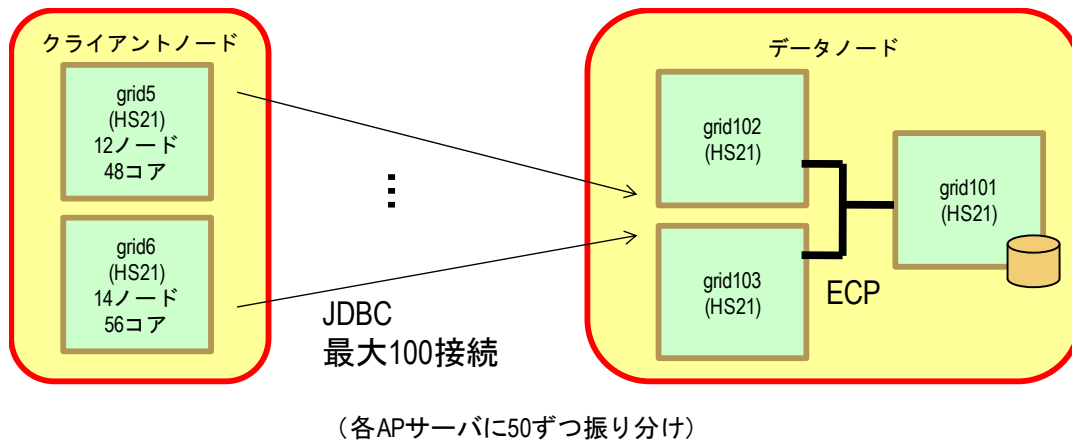 クライアントノード
grid5
(HS21)
12ノード
48コア
grid6
(HS21)
14ノード
56コア
...
JDBC
最大100接続
データノード
grid102
(HS21)
grid103
(HS21)
ECP
grid101
(HS21)
（各APサーバに50ずつ振り分け）